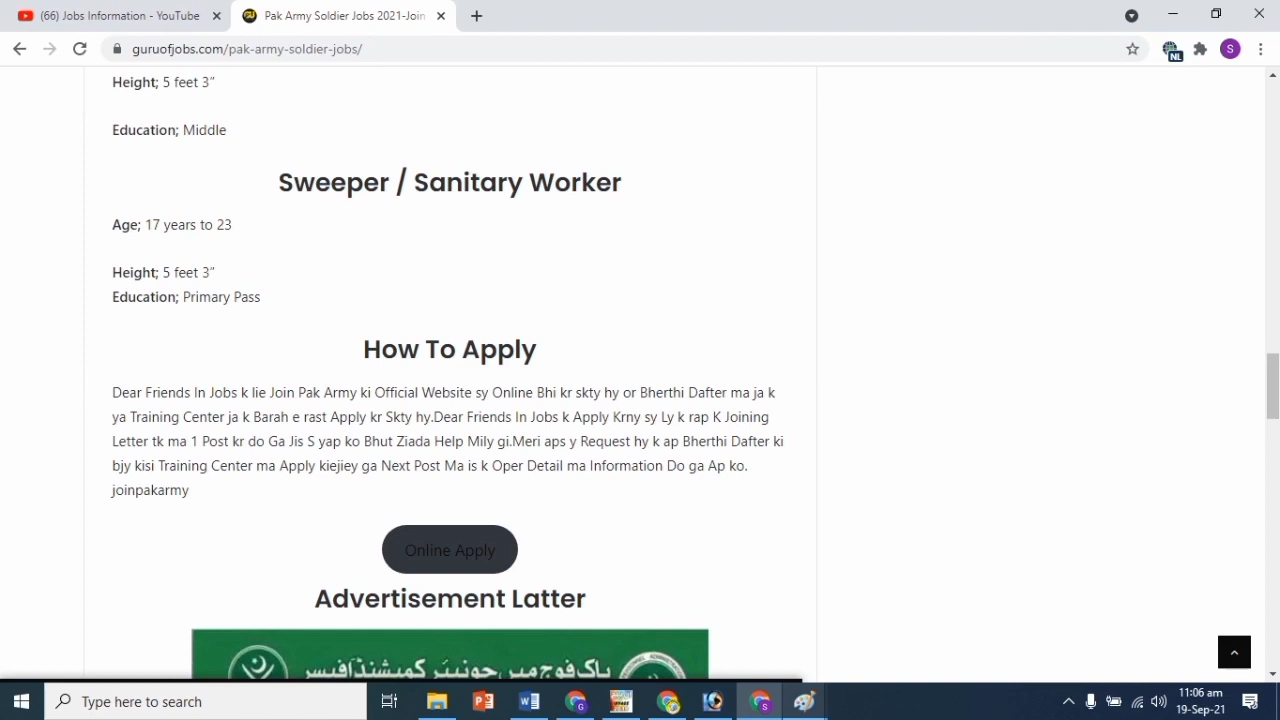 (66) Jobs Information - YouTube
Pak Army Soldier Jobs 2021-Join
guruofjobs.com/pak-army-soldier-jobs/
NL
S
Height; 5 feet 3”
Education; Middle
Sweeper / Sanitary Worker
Age; 17 years to 23
Height; 5 feet 3”
Education; Primary Pass
How To Apply
Dear Friends In Jobs k lie Join Pak Army ki Official Website sy Online Bhi kr skty hy or Bherthi Dafter ma ja k
ya Training Center ja k Barah e rast Apply kr Skty hy.Dear Friends In Jobs k Apply Krny sy Ly k rap K Joining
Letter tk ma 1 Post kr do Ga Jis S yap ko Bhut Ziada Help Mily gi.Meri aps y Request hy k ap Bherthi Dafter ki
bjy kisi Training Center ma Apply kiejiey ga Next Post Ma is k Oper Detail ma Information Do ga Ap ko.
joinpakarmy
Online Apply
Advertisement Latter
پاک فوج میں جونیئر کمیشنڈ آفیسر
Type here to search
11:06 am
19-Sep-21